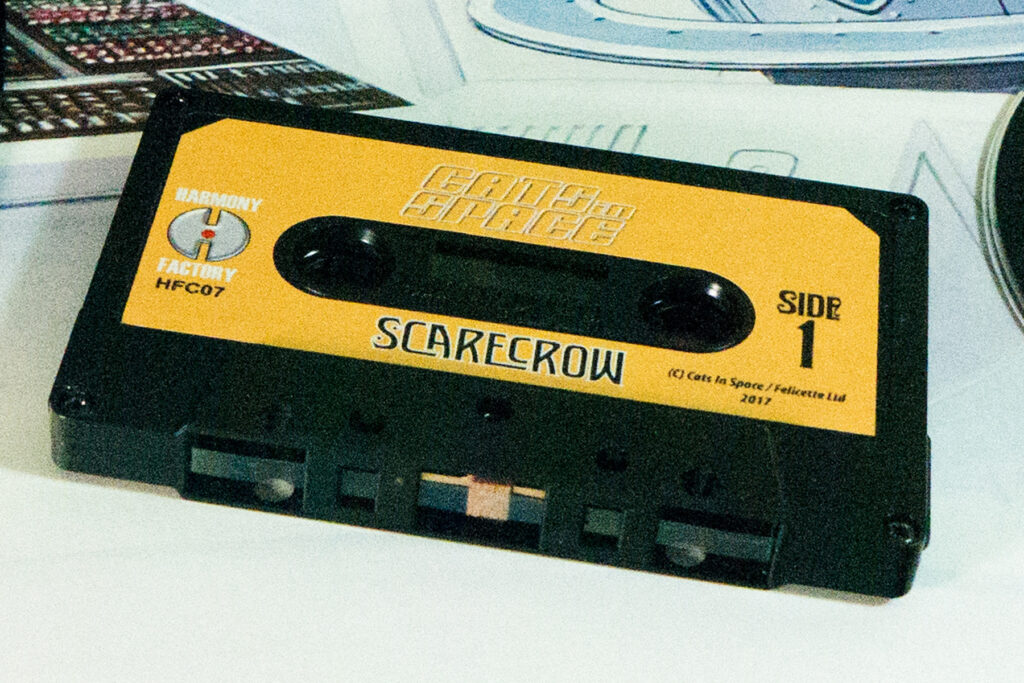 CATS IN
SPACE
HARMONY
H
FACTORY
HFC07
SIDE
1
SCARECROW
(C) Cats In Space / Felicette Ltd
2017